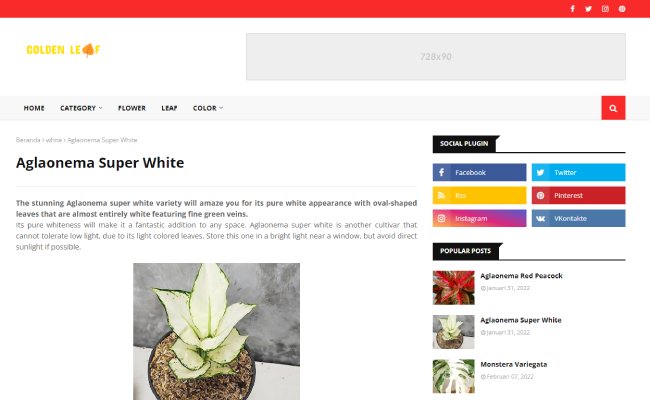 GOLDEN LEAF
728x90
HOME CATEGORY FLOWER LEAF COLOR
Beranda > white > Aglaonema Super White
Aglaonema Super White
The stunning Aglaonema super white variety will amaze you for its pure white appearance with oval-shaped
leaves that are almost entirely white featuring fine green veins.
Its pure whiteness will make it a fantastic addition to any space. Aglaonema super white is another cultivar that
cannot tolerate low light, due to its light colored leaves. Store this one in a bright light near a window, but avoid direct
sunlight if possible.
SOCIAL PLUGIN
Facebook Twitter
Rss Pinterest
Instagram VKontakte
POPULAR POSTS
Aglaonema Red Peacock
Januari 31, 2022
Aglaonema Super White
Januari 31, 2022
Monstera Variegata
Februari 07, 2022